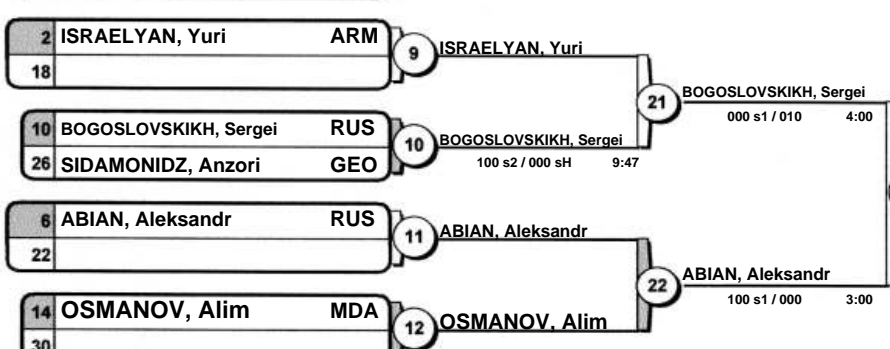 2 ISRAELYAN, Yuri ARM
18
9
ISRAELYAN, Yuri
10 BOGOSLOVSKIKH, Sergei RUS
26 SIDAMONIDZ, Anzori GEO
10
BOGOSLOVSKIKH, Sergei
100 s2 / 000 sH 9:47
21
BOGOSLOVSKIKH, Sergei
000 s1 / 010 4:00
6 ABIAN, Aleksandr RUS
22
11
ABIAN, Aleksandr
14 OSMANOV, Alim MDA
30
12
OSMANOV, Alim
22
ABIAN, Aleksandr
100 s1 / 000 3:00